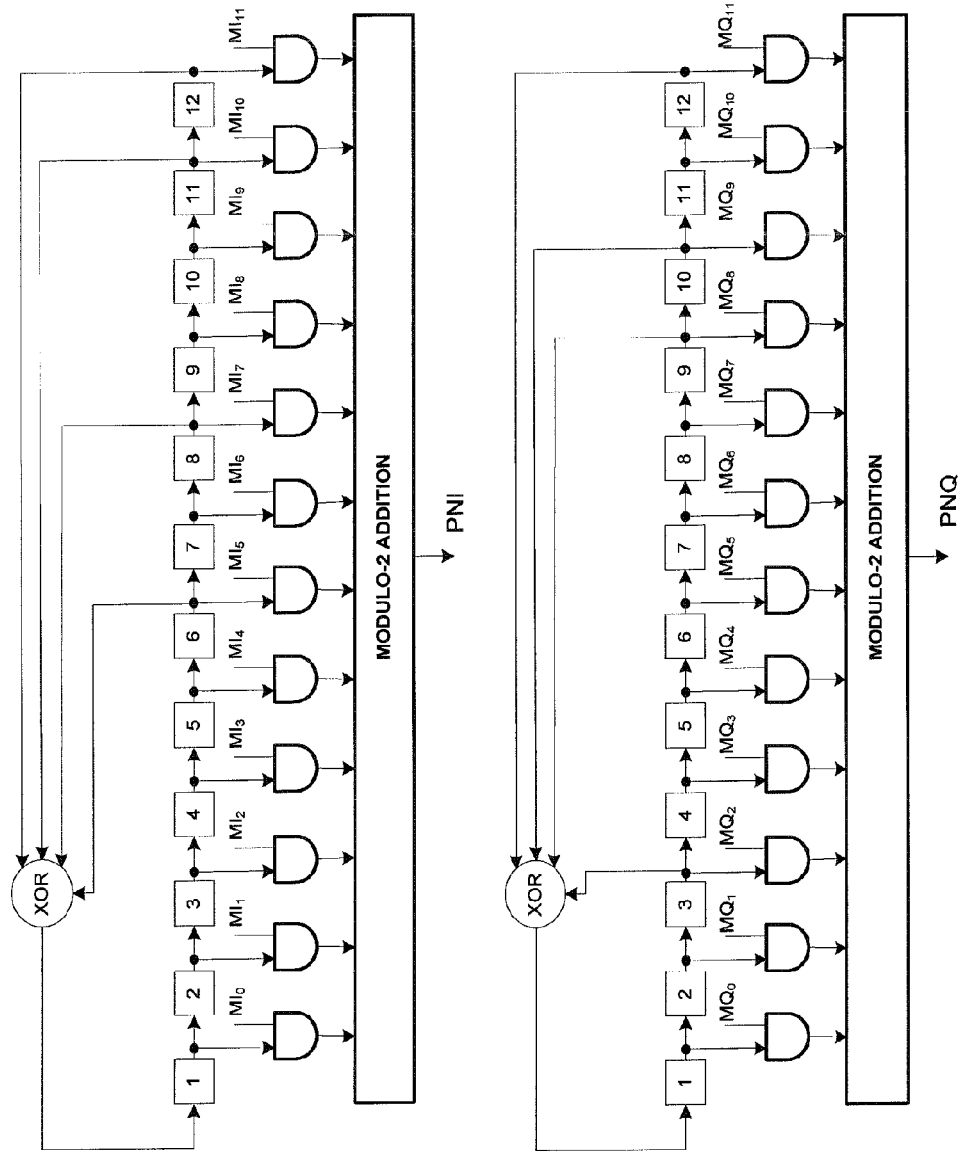 XOR
1 2 3 4 5 6 7 8 9 10 11 12
MI0 MI1 MI2 MI3 MI4 MI5 MI6 MI7 MI8 MI9 MI10 MI11
MODULO-2 ADDITION
PNI
XOR
1 2 3 4 5 6 7 8 9 10 11 12
MQ0 MQ1 MQ2 MQ3 MQ4 MQ5 MQ6 MQ7 MQ8 MQ9 MQ10 MQ11
MODULO-2 ADDITION
PNQ